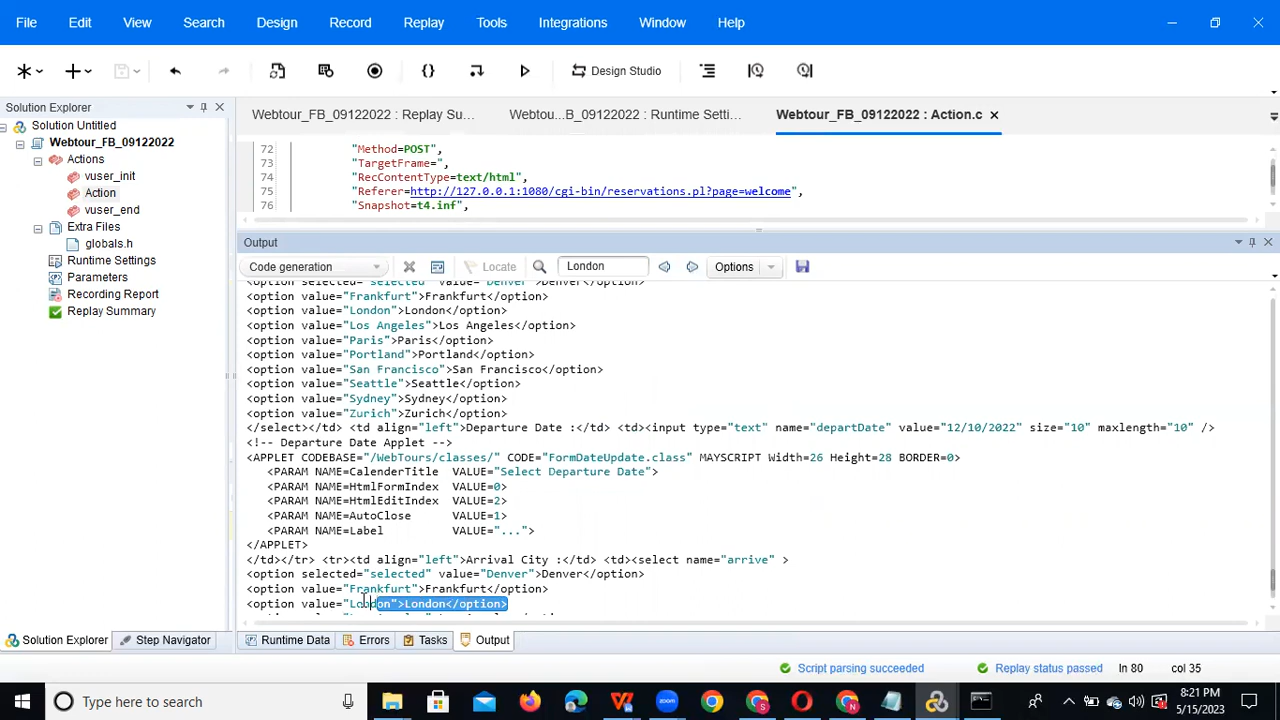 File Edit View Search Design Record Replay Tools Integrations Window Help
Design Studio
Solution Explorer
Solution Untitled
Webtour_FB_09122022
Actions
vuser_init
Action
vuser_end
Extra Files
globals.h
Runtime Settings
Parameters
Recording Report
Replay Summary
Solution Explorer Step Navigator
Webtour_FB_09122022 : Replay Su... Webtou...B_09122022 : Runtime Setti... Webtour_FB_09122022 : Action.c
72 "Method=POST",
73 "TargetFrame=",
74 "RecContentType=text/html",
75 "Referer=http://127.0.0.1:1080/cgi-bin/reservations.pl?page=welcome",
76 "Snapshot=t4.inf",
Output
Code generation Locate London Options
<option selected="selected" value="Denver">Denver</option>
<option value="Frankfurt">Frankfurt</option>
<option value="London">London</option>
<option value="Los Angeles">Los Angeles</option>
<option value="Paris">Paris</option>
<option value="Portland">Portland</option>
<option value="San Francisco">San Francisco</option>
<option value="Seattle">Seattle</option>
<option value="Sydney">Sydney</option>
<option value="Zurich">Zurich</option>
</select></td> <td align="left">Departure Date :</td> <td><input type="text" name="departDate" value="12/10/2022" size="10" maxlength="10" />
<!-- Departure Date Applet -->
<APPLET CODEBASE="/WebTours/classes/" CODE="FormDateUpdate.class" MAYSCRIPT Width=26 Height=28 BORDER=0>
<PARAM NAME=CalenderTitle VALUE="Select Departure Date">
<PARAM NAME=HtmlFormIndex VALUE=0>
<PARAM NAME=HtmlEditIndex VALUE=2>
<PARAM NAME=AutoClose VALUE=1>
<PARAM NAME=Label VALUE="...">
</APPLET>
</td></tr> <tr><td align="left">Arrival City :</td> <td><select name="arrive" >
<option selected="selected" value="Denver">Denver</option>
<option value="Frankfurt">Frankfurt</option>
<option value="London">London</option>
Runtime Data Errors Tasks Output
Script parsing succeeded Replay status passed ln 80 col 35
Type here to search
8:21 PM
5/15/2023